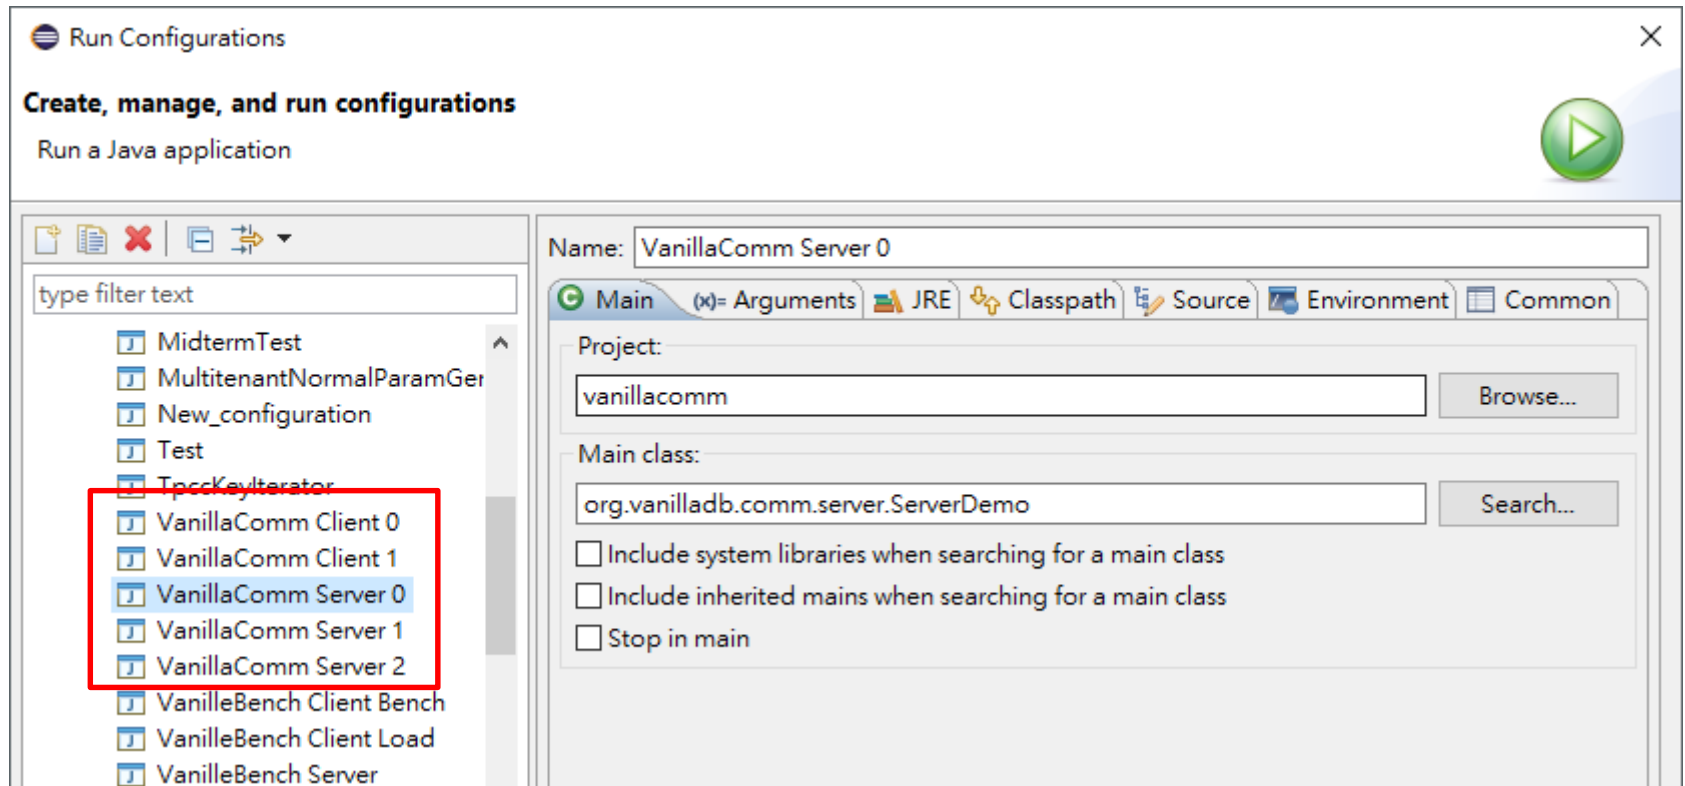 Run Configurations
Create, manage, and run configurations
Run a Java application
type filter text
MidtermTest
MultitenantNormalParamGer
New_configuration
Test
TpccKeyIterator
VanillaComm Client 0
VanillaComm Client 1
VanillaComm Server 0
VanillaComm Server 1
VanillaComm Server 2
VanilleBench Client Bench
VanilleBench Client Load
VanilleBench Server
Name: VanillaComm Server 0
Main (x)= Arguments JRE Classpath Source Environment Common
Project:
vanillacomm Browse...
Main class:
org.vanilladb.comm.server.ServerDemo Search...
Include system libraries when searching for a main class
Include inherited mains when searching for a main class
Stop in main